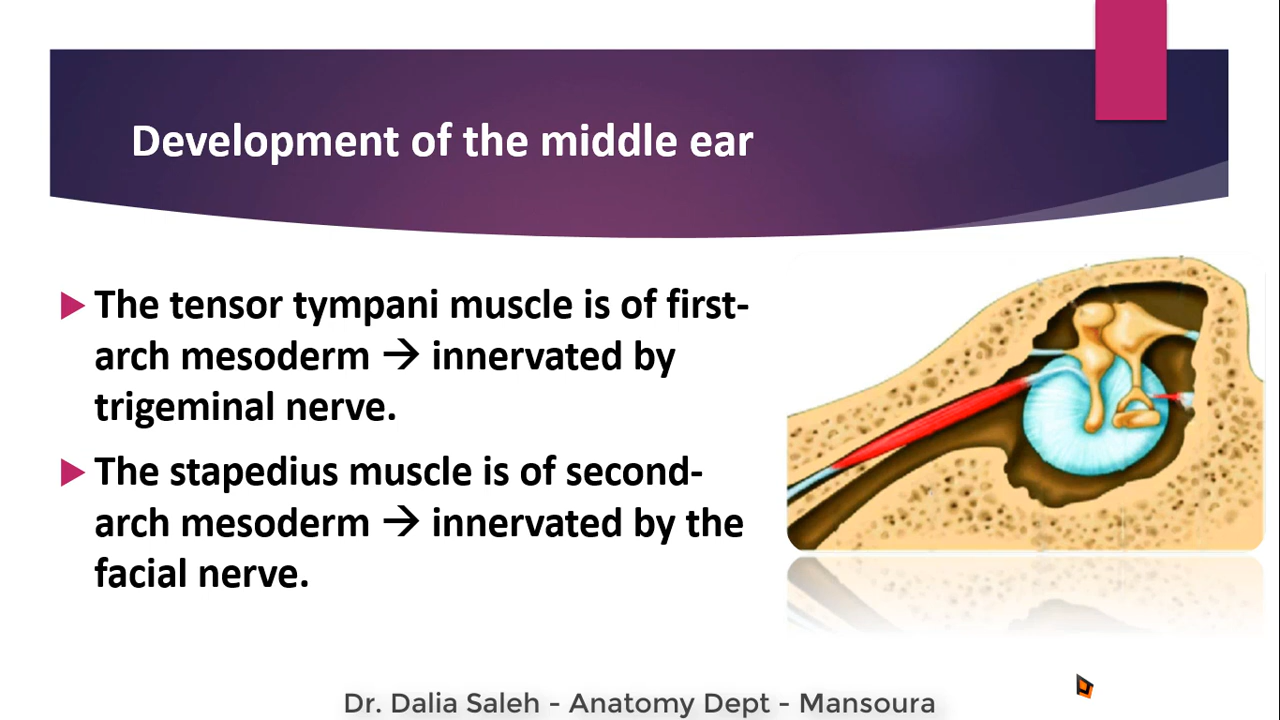 Development of the middle ear
The tensor tympani muscle is of first-
arch mesoderm → innervated by
trigeminal nerve.
The stapedius muscle is of second-
arch mesoderm → innervated by the
facial nerve.
Dr. Dalia Saleh - Anatomy Dept - Mansoura